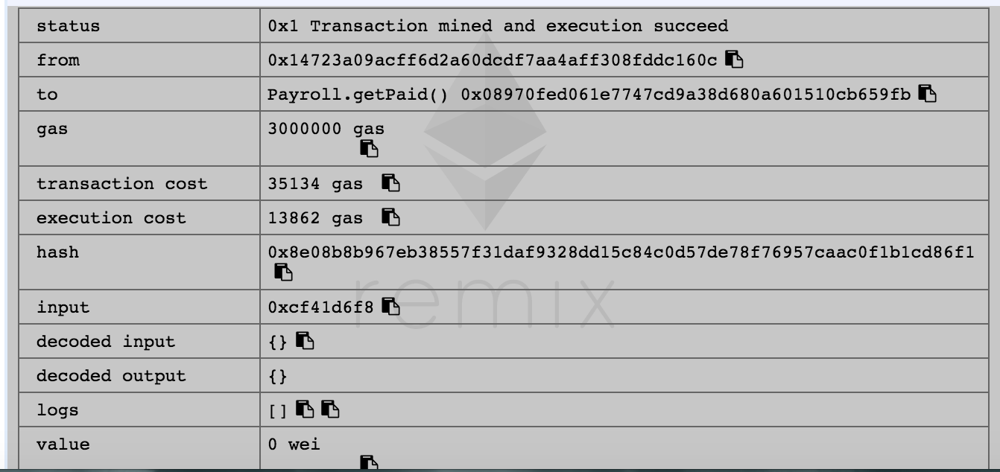 status 0x1 Transaction mined and execution succeed
from 0x14723a09acff6d2a60dcdf7aa4aff308fddc160c
to Payroll.getPaid() 0x08970fed061e7747cd9a38d680a601510cb659fb
gas 3000000 gas
transaction cost 35134 gas
execution cost 13862 gas
hash 0x8e08b8b967eb38557f31daf9328dd15c84c0d57de78f76957caac0f1b1cd86f1
remix
input 0xcf41d6f8
decoded input {}
decoded output {}
logs []
value 0 wei